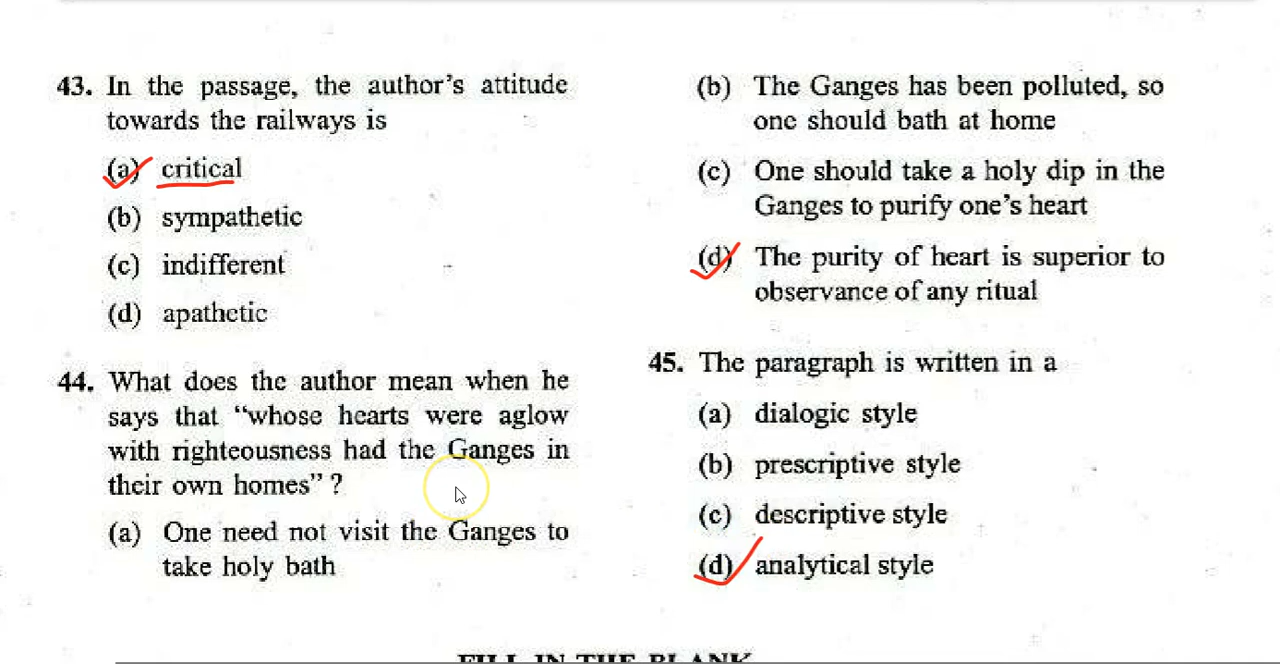 43. In the passage, the author's attitude
towards the railways is
(a) critical
(b) sympathetic
(c) indifferent
(d) apathetic
44. What does the author mean when he
says that “whose hearts were aglow
with righteousness had the Ganges in
their own homes” ?
(a) One need not visit the Ganges to
take holy bath
(b) The Ganges has been polluted, so
one should bath at home
(c) One should take a holy dip in the
Ganges to purify one's heart
(d) The purity of heart is superior to
observance of any ritual
45. The paragraph is written in a
(a) dialogic style
(b) prescriptive style
(c) descriptive style
(d) analytical style
FILL IN THE BLANK